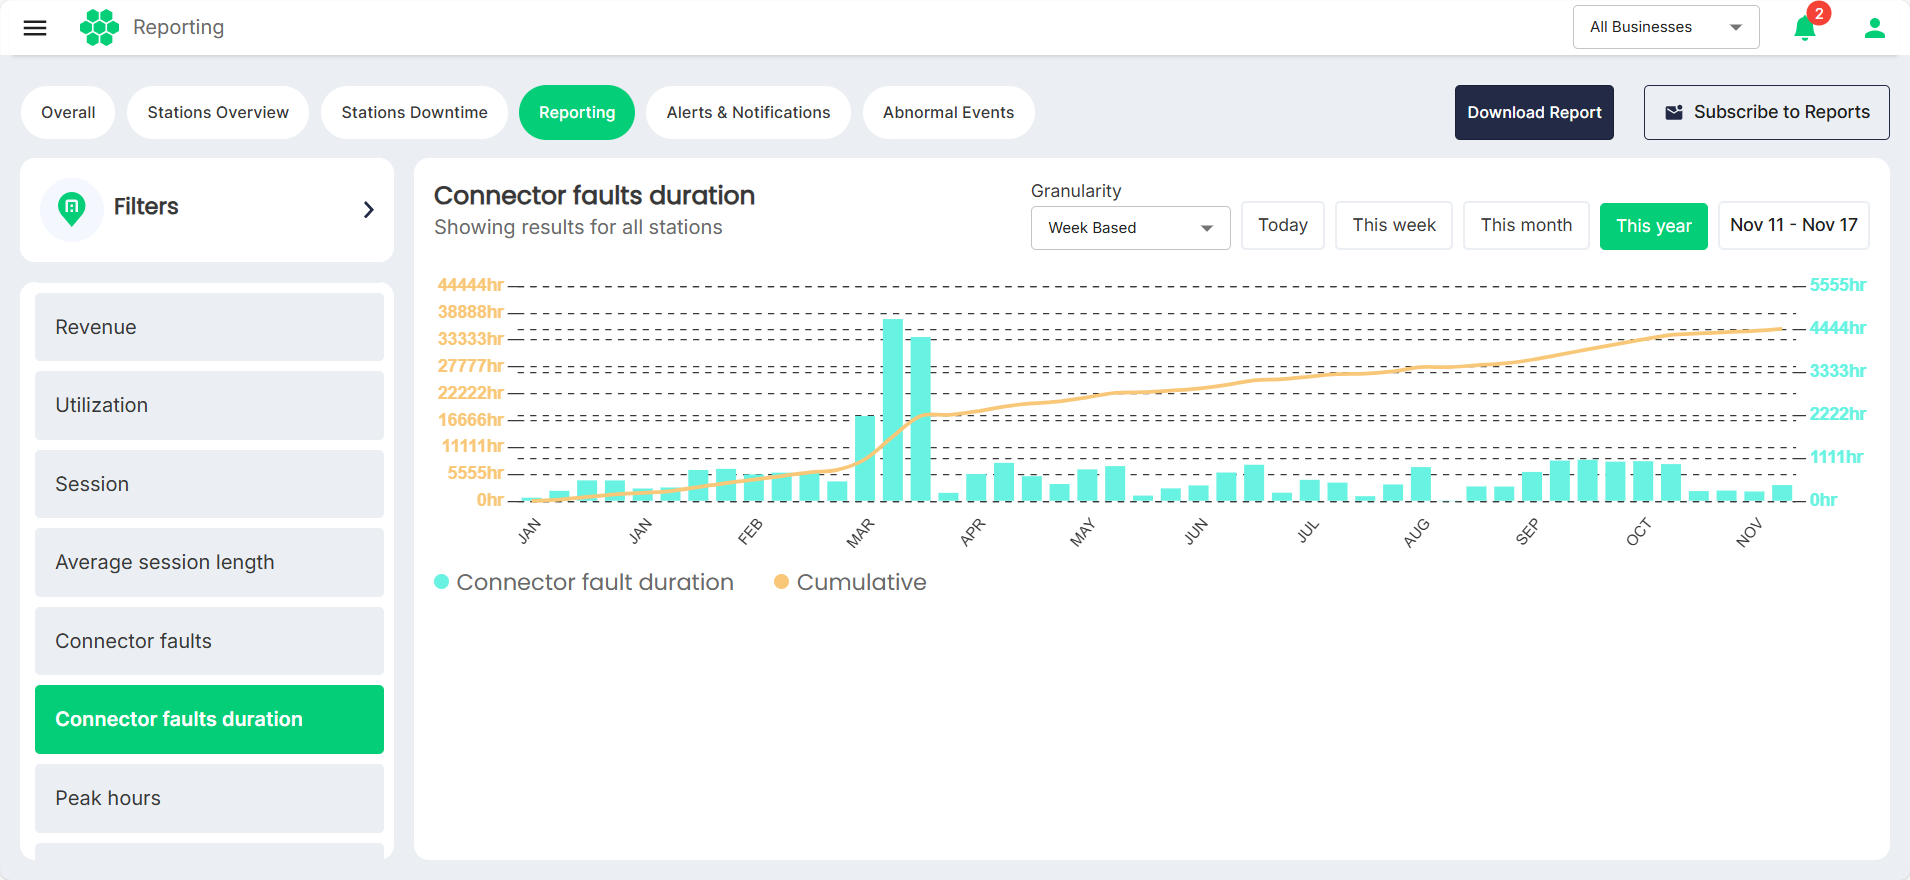 Reporting
All Businesses
2
Overall
Stations Overview
Stations Downtime
Reporting
Alerts & Notifications
Abnormal Events
Download Report
Subscribe to Reports
Filters
Revenue
Utilization
Session
Average session length
Connector faults
Connector faults duration
Peak hours
Connector faults duration
Showing results for all stations
Granularity
Week Based
Today
This week
This month
This year
Nov 11 - Nov 17
44444hr
38888hr
33333hr
27777hr
22222hr
16666hr
11111hr
5555hr
0hr
5555hr
4444hr
3333hr
2222hr
1111hr
0hr
JAN
JAN
FEB
MAR
APR
MAY
JUN
JUL
AUG
SEP
OCT
NOV
Connector fault duration
Cumulative